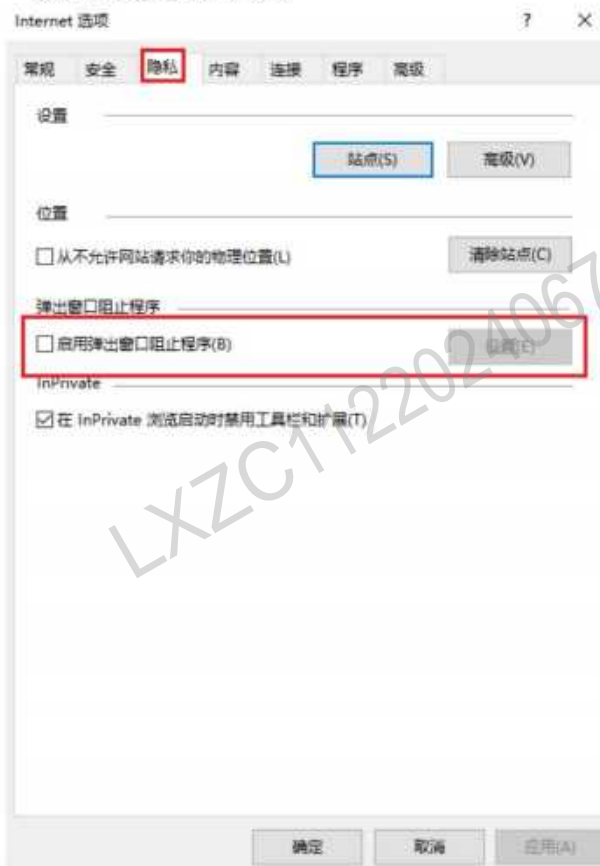 Internet 选项 ? ×
常规 安全 隐私 内容 连接 程序 高级
设置
站点(S) 高级(V)
位置
从不允许网站请求你的物理位置(L) 清除站点(C)
弹出窗口阻止程序
启用弹出窗口阻止程序(B) 设置(E)
InPrivate
在 InPrivate 浏览启动时禁用工具栏和扩展(T)
LXZC1122024067
确定 取消 应用(A)